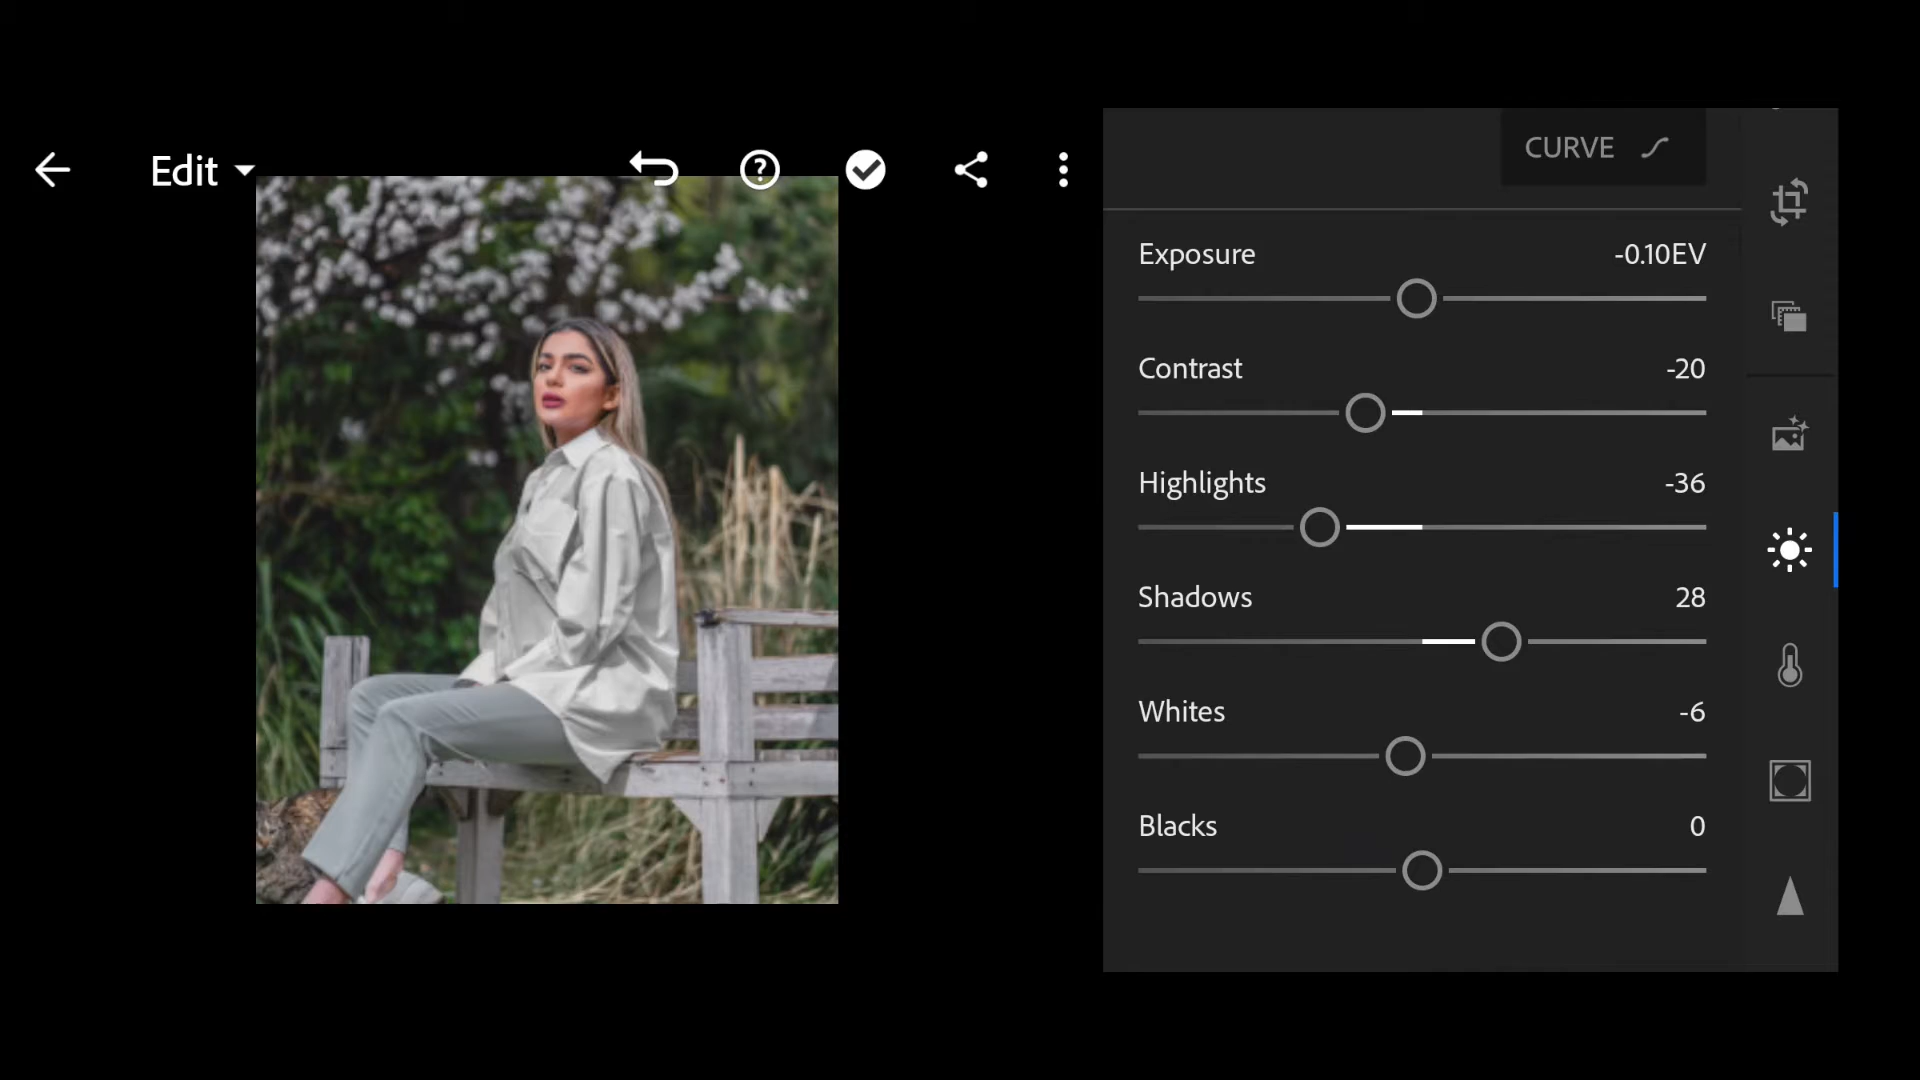 Edit
CURVE
Exposure -0.10EV
Contrast -20
Highlights -36
Shadows 28
Whites -6
Blacks 0